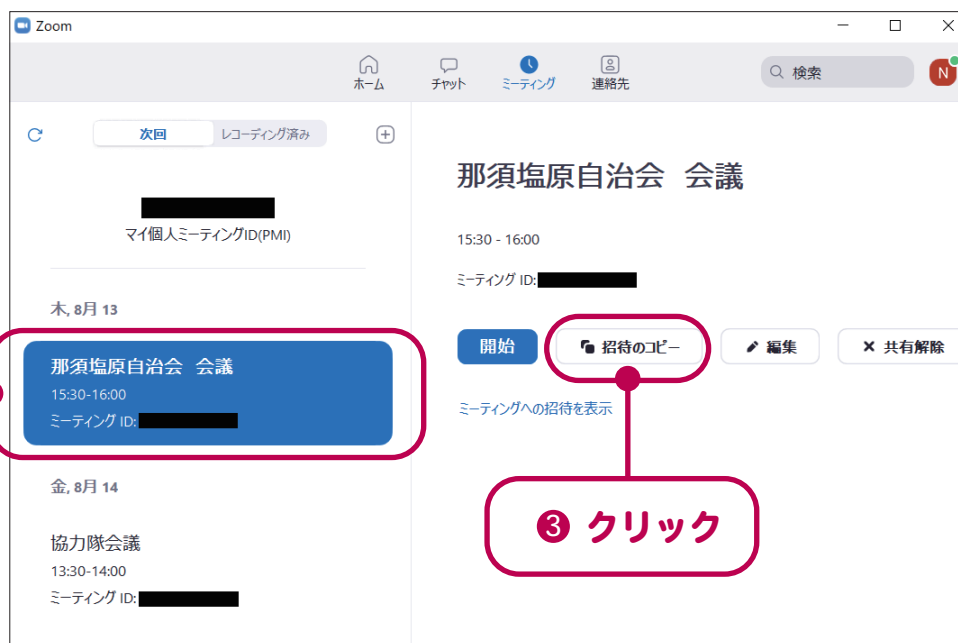 Zoom
ホーム
チャット
ミーティング
連絡先
検索
N
次回
レコーディング済み
マイ個人ミーティングID(PMI)
木, 8月 13
那須塩原自治会 会議
15:30-16:00
ミーティング ID:
金, 8月 14
協力隊会議
13:30-14:00
ミーティング ID:
那須塩原自治会 会議
15:30 - 16:00
ミーティング ID:
開始
招待のコピー
編集
× 共有解除
ミーティングへの招待を表示
❸ クリック